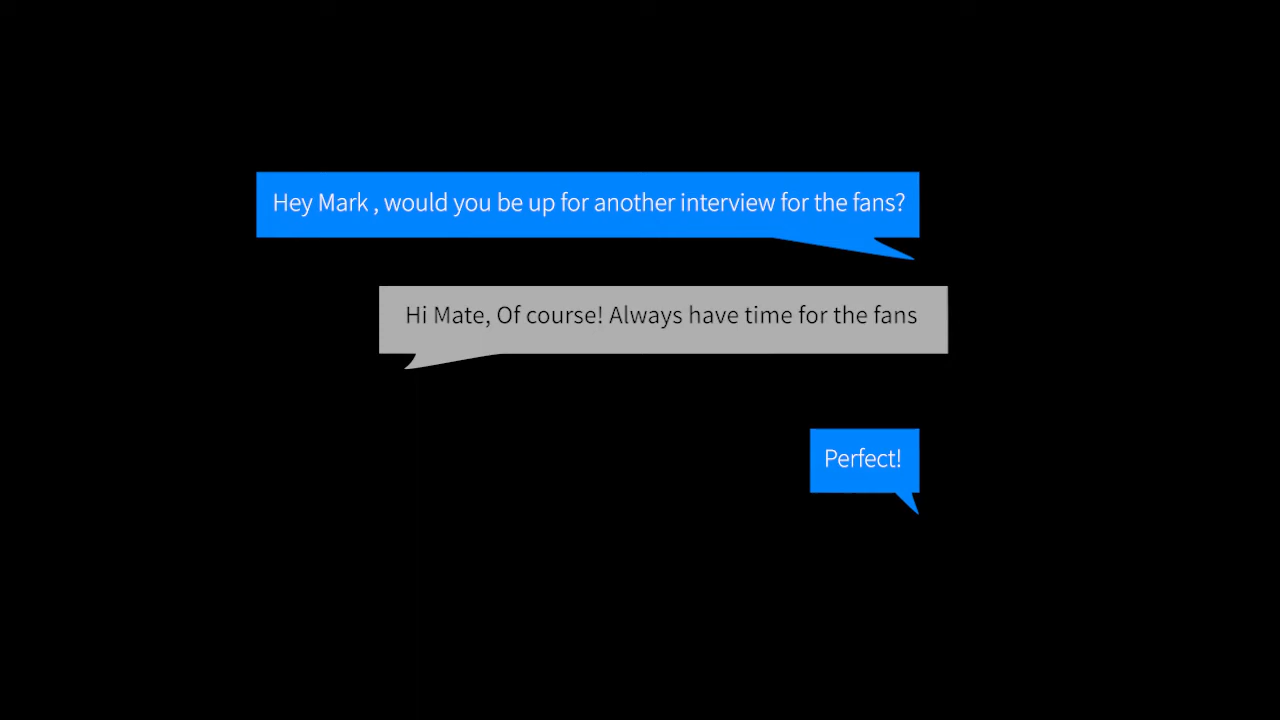 Hey Mark , would you be up for another interview for the fans?
Hi Mate, Of course! Always have time for the fans
Perfect!